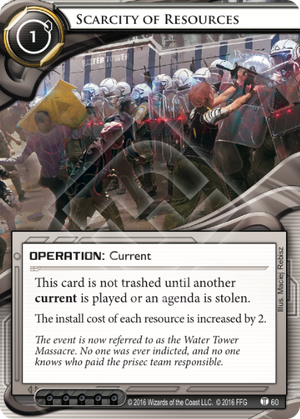 Scarcity of Resources
1
OPERATION: Current
This card is not trashed until another
current is played or an agenda is stolen.
The install cost of each resource is increased by 2.
The event is now referred to as the Water Tower
Massacre. No one was ever indicted, and no one
knows who paid the prisec team responsible.
Illus. Maciej Rebisz
© 2016 Wizards of the Coast LLC. © 2016 FFG
60